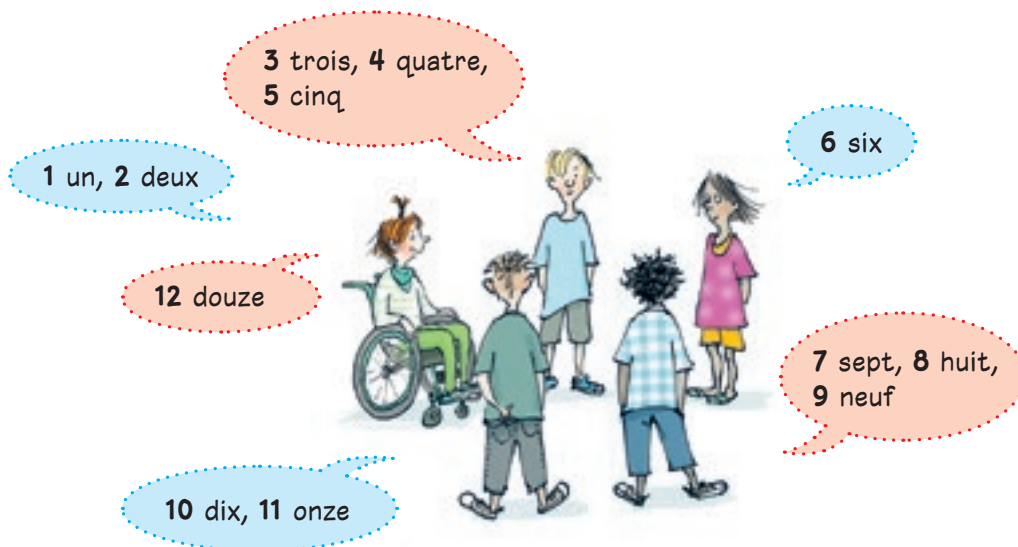 1 un, 2 deux
3 trois, 4 quatre,
5 cinq
6 six
7 sept, 8 huit,
9 neuf
10 dix, 11 onze
12 douze